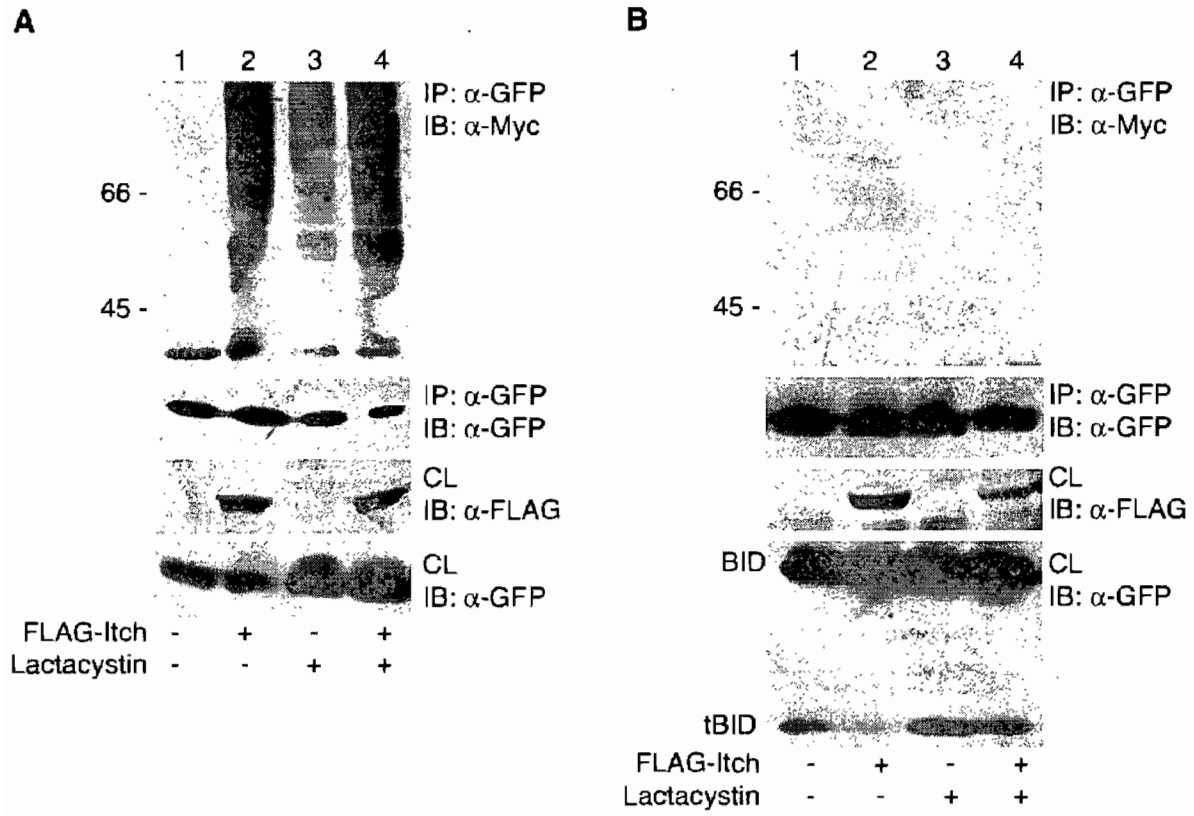 A
1 2 3 4
IP: α-GFP
IB: α-Myc
66 -
45 -
IP: α-GFP
IB: α-GFP
CL
IB: α-FLAG
CL
IB: α-GFP
FLAG-Itch - + - +
Lactacystin - - + +
B
1 2 3 4
IP: α-GFP
IB: α-Myc
66 -
45 -
IP: α-GFP
IB: α-GFP
CL
IB: α-FLAG
BID
CL
IB: α-GFP
tBID
FLAG-Itch - + - +
Lactacystin - - + +